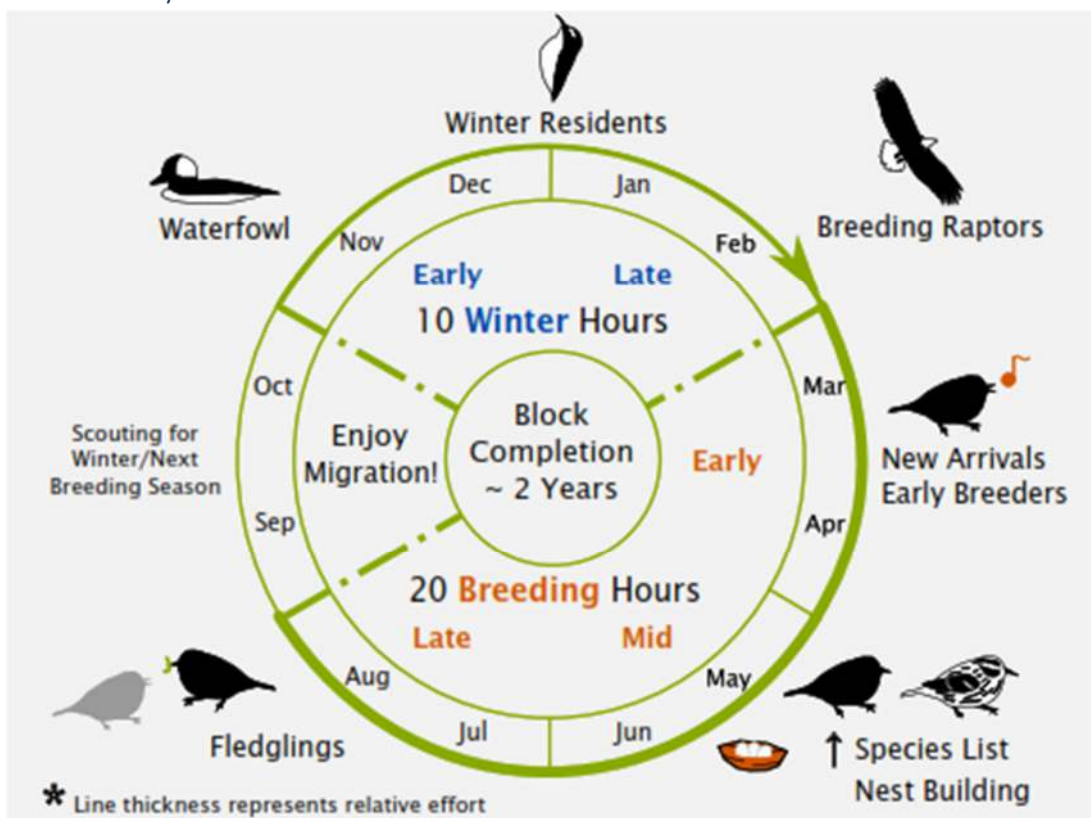 Winter Residents
Waterfowl
Breeding Raptors
Dec
Jan
Nov
Feb
Early
Late
10 Winter Hours
Oct
Mar
Scouting for
Winter/Next
Breeding Season
Enjoy
Migration!
Block
Completion
~ 2 Years
Early
New Arrivals
Early Breeders
Sep
Apr
20 Breeding Hours
Late
Mid
Aug
May
Jul
Jun
Fledglings
↑ Species List
Nest Building
* Line thickness represents relative effort